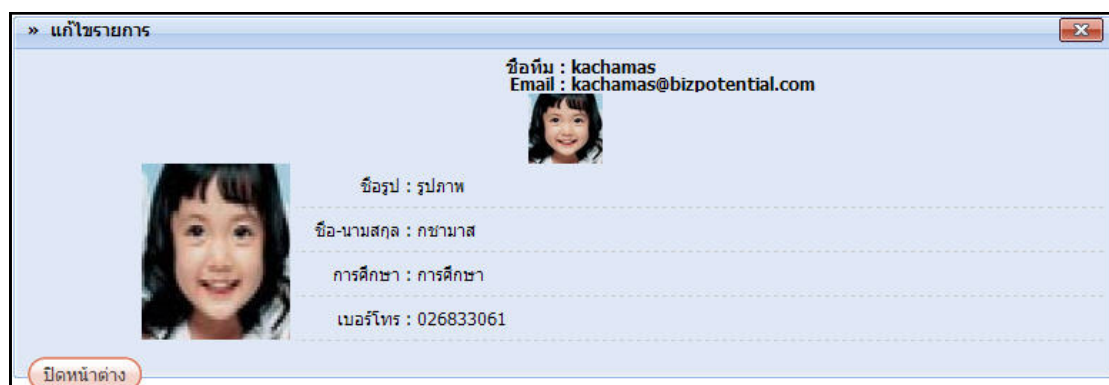 » แก้ไขรายการ
ชื่อทีม : kachamas
Email : kachamas@bizpotential.com
ชื่อรูป : รูปภาพ
ชื่อ-นามสกุล : กชามาส
การศึกษา : การศึกษา
เบอร์โทร : 026833061
ปิดหน้าต่าง